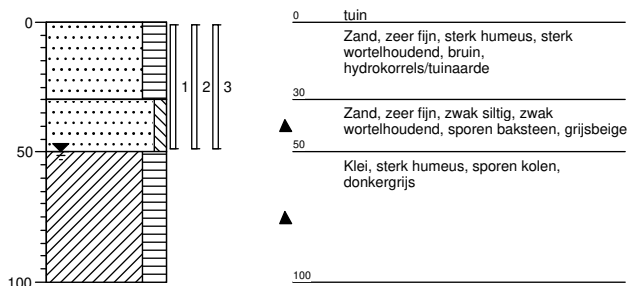 0
50
100
1
2
3
0
tuin
Zand, zeer fijn, sterk humeus, sterk
wortelhoudend, bruin,
hydrokorrels/tuinaarde
30
Zand, zeer fijn, zwak siltig, zwak
wortelhoudend, sporen baksteen, grijsbeige
50
Klei, sterk humeus, sporen kolen,
donkergrijs
100